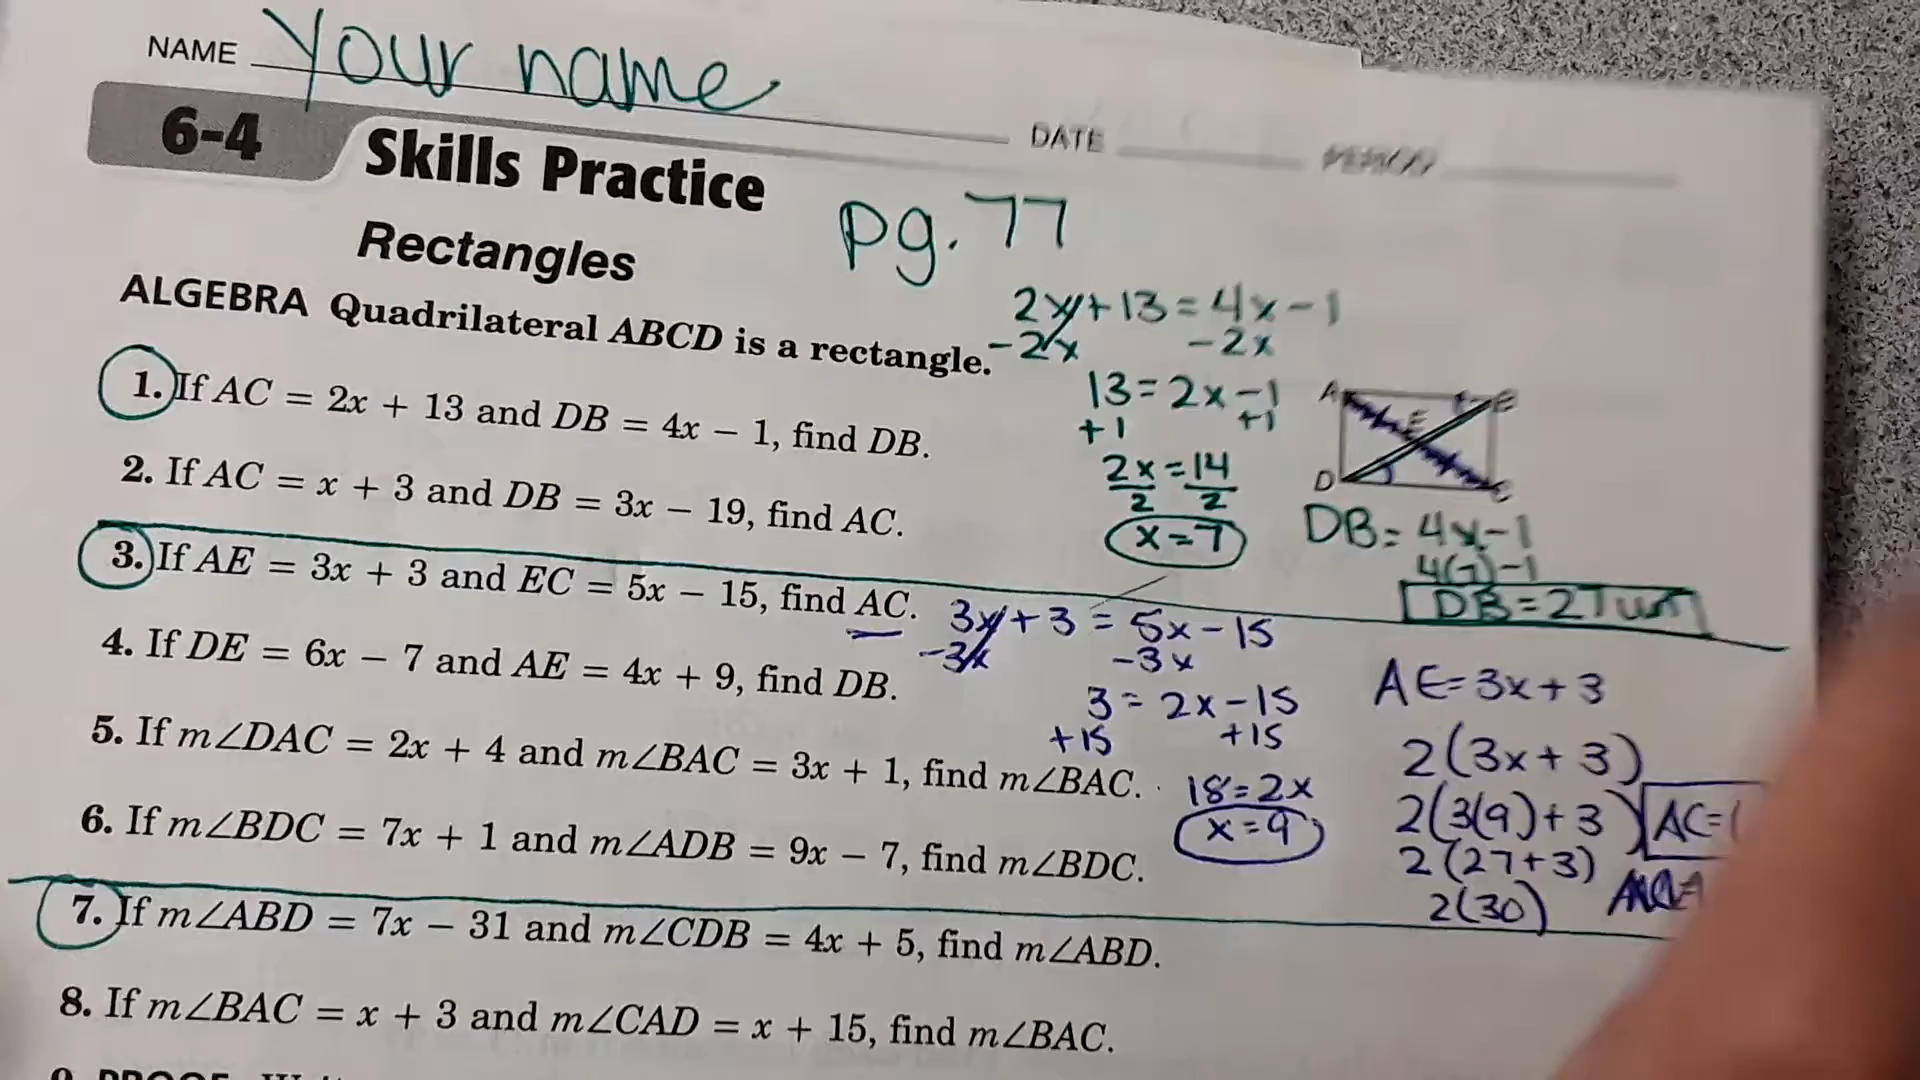 NAME Your name
DATE
6-4 Skills Practice
pg. 77
Rectangles
ALGEBRA Quadrilateral ABCD is a rectangle.
1. If AC = 2x + 13 and DB = 4x − 1, find DB.
2. If AC = x + 3 and DB = 3x − 19, find AC.
3. If AE = 3x + 3 and EC = 5x − 15, find AC.
4. If DE = 6x − 7 and AE = 4x + 9, find DB.
5. If m∠DAC = 2x + 4 and m∠BAC = 3x + 1, find m∠BAC.
6. If m∠BDC = 7x + 1 and m∠ADB = 9x − 7, find m∠BDC.
7. If m∠ABD = 7x − 31 and m∠CDB = 4x + 5, find m∠ABD.
8. If m∠BAC = x + 3 and m∠CAD = x + 15, find m∠BAC.
2x + 13 = 4x − 1
−2x −2x
13 = 2x − 1
+1 +1
2x = 14
2 2
x = 7
A
E
D
C
DB = 4x − 1
4(7) − 1
DB = 27
3x + 3 = 5x − 15
−3x −3x
3 = 2x − 15
+15 +15
18 = 2x
x = 9
AE = 3x + 3
2(3x + 3)
2(3(9) + 3)
AC =
2(27 + 3)
2(30)